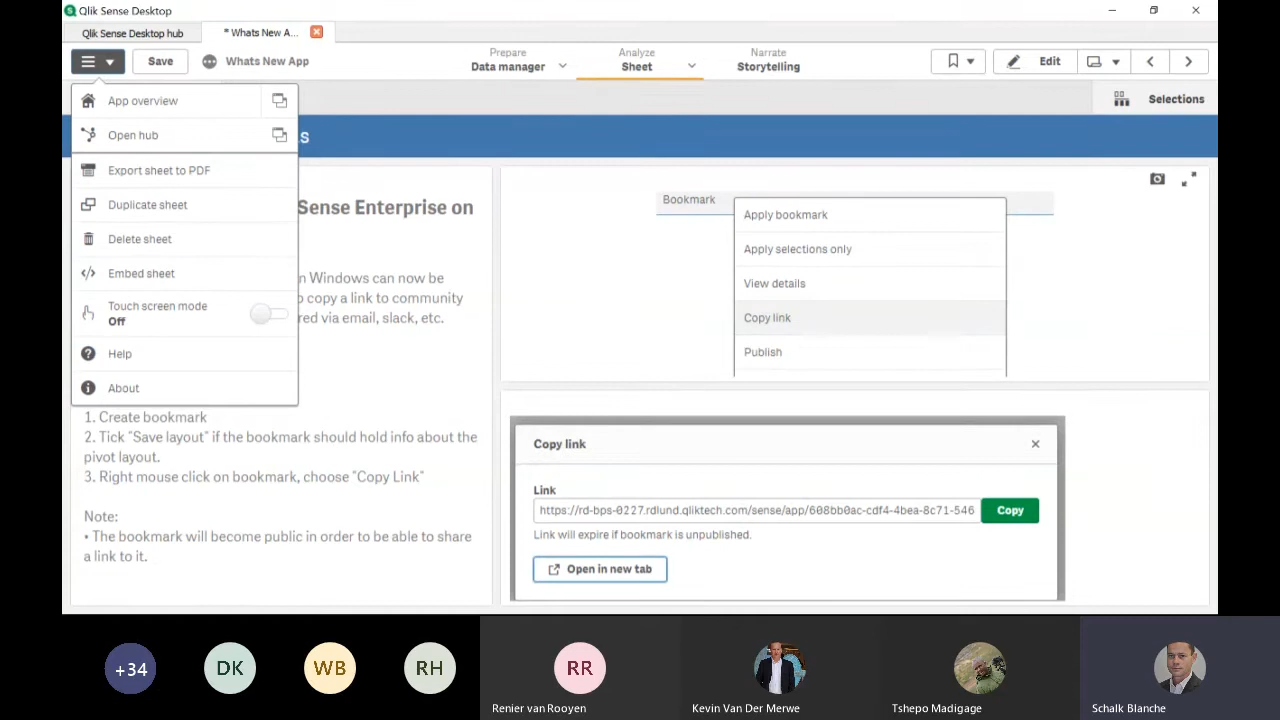 Qlik Sense Desktop
Qlik Sense Desktop hub
* Whats New A...
Save
Whats New App
Prepare
Data manager
Analyze
Sheet
Narrate
Storytelling
Edit
App overview
Open hub
Export sheet to PDF
Duplicate sheet
Delete sheet
Embed sheet
Touch screen mode
Off
Help
About
Selections
s
Sense Enterprise on
n Windows can now be
copy a link to community
red via email, slack, etc.
1. Create bookmark
2. Tick "Save layout" if the bookmark should hold info about the
pivot layout.
3. Right mouse click on bookmark, choose "Copy Link"
Note:
• The bookmark will become public in order to be able to share
a link to it.
Bookmark
Apply bookmark
Apply selections only
View details
Copy link
Publish
Copy link
Link
https://rd-bps-0227.rdlund.qliktech.com/sense/app/608bb0ac-cdf4-4bea-8c71-546
Copy
Link will expire if bookmark is unpublished.
Open in new tab
+34
DK
WB
RH
RR
Renier van Rooyen
Kevin Van Der Merwe
Tshepo Madigage
Schalk Blanche